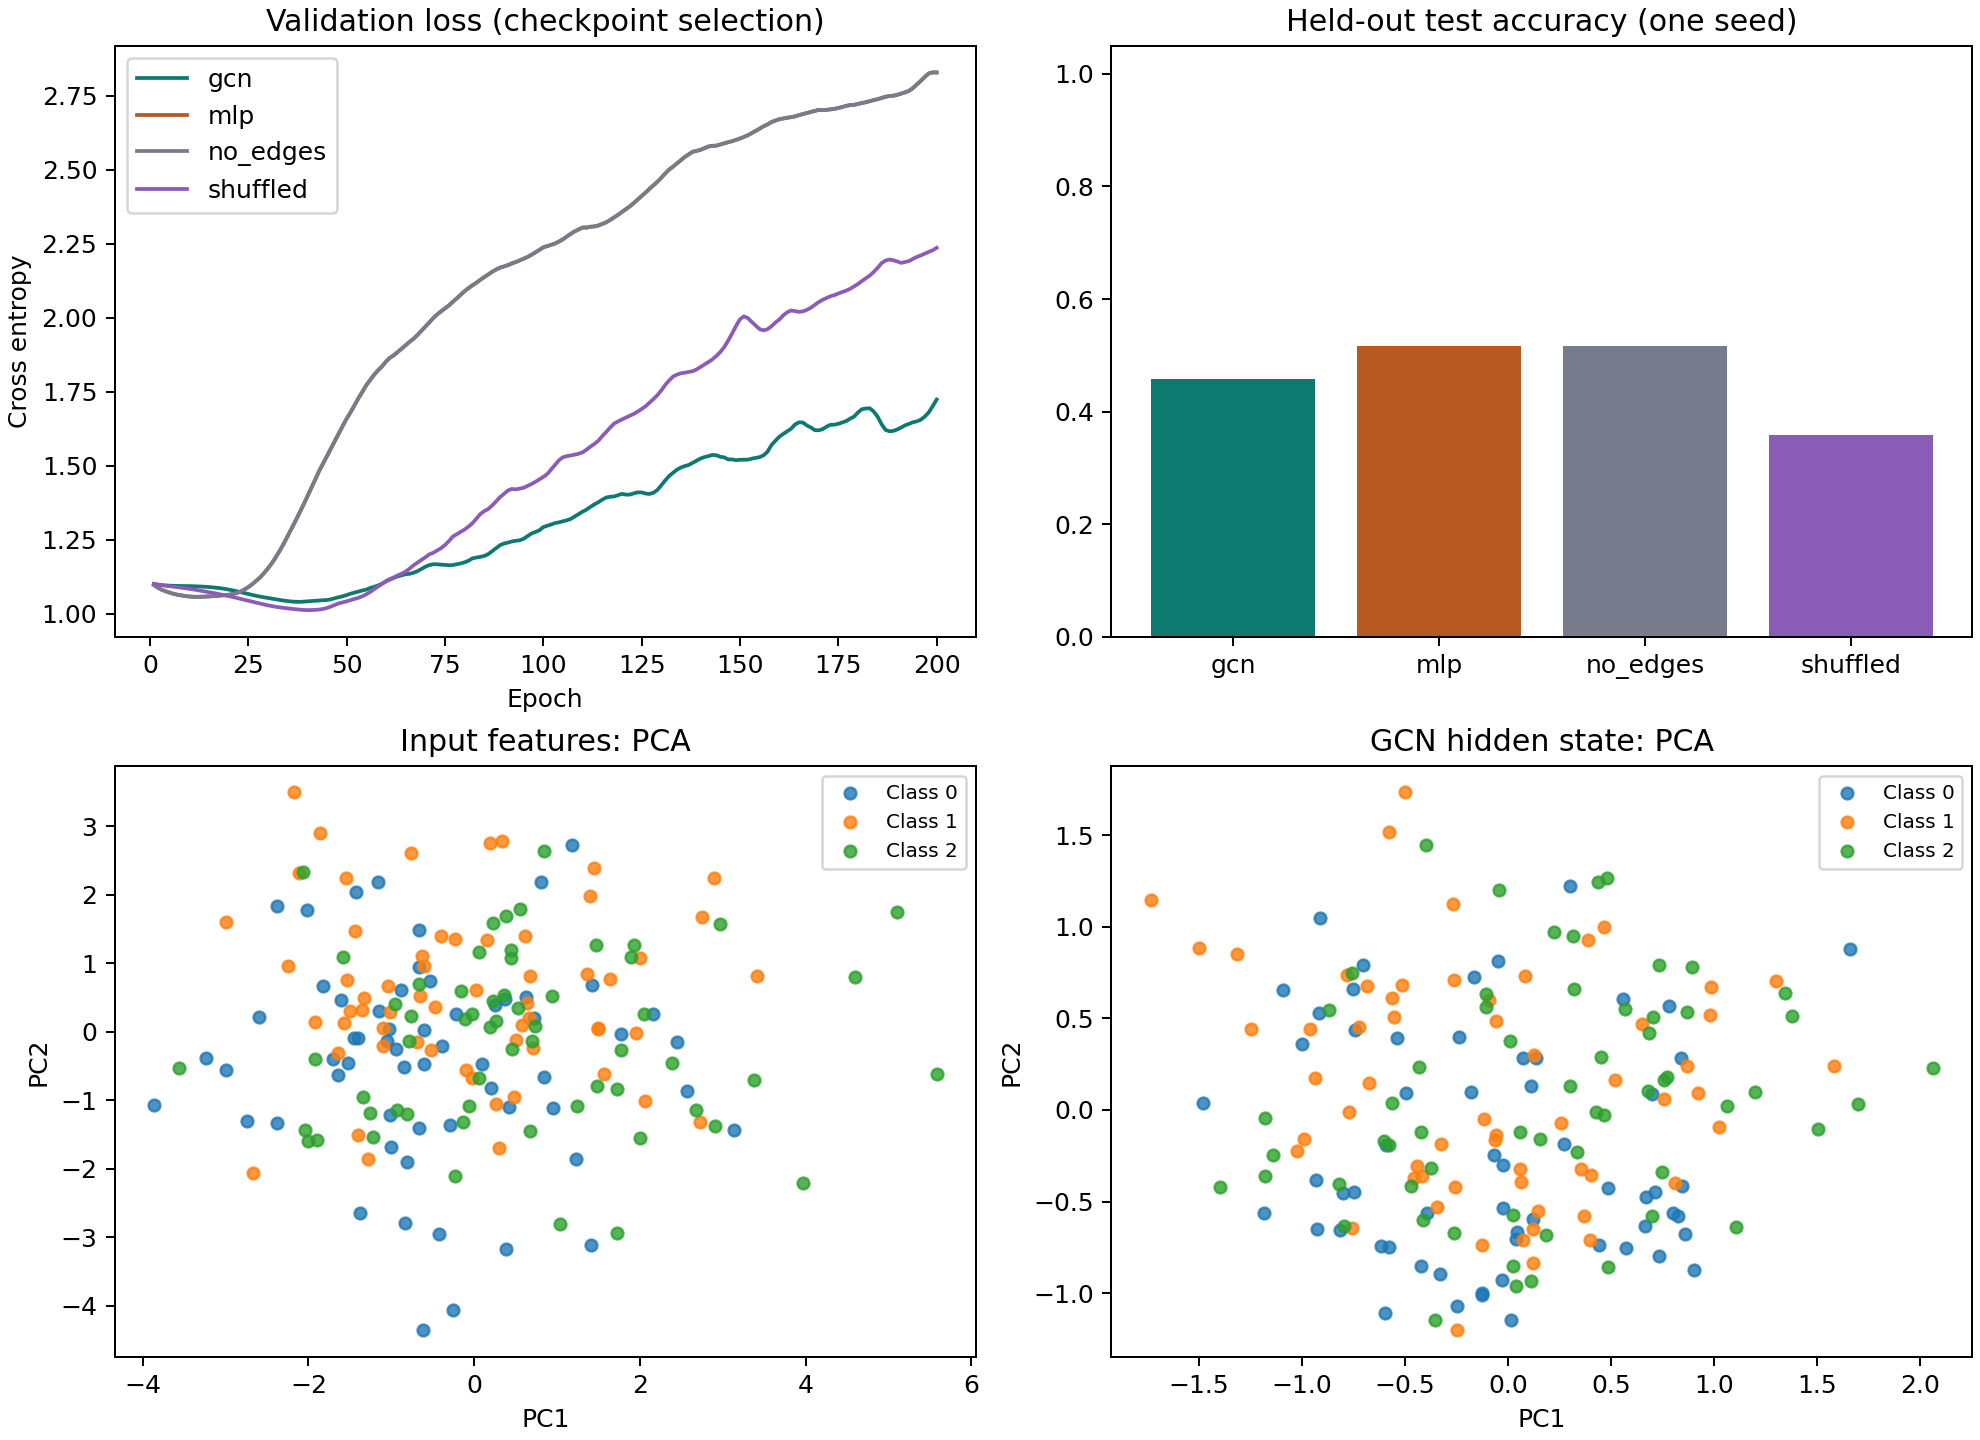 Validation loss (checkpoint selection)
gcn
mlp
no_edges
shuffled
Cross entropy
2.75
2.50
2.25
2.00
1.75
1.50
1.25
1.00
0
25
50
75
100
125
150
175
200
Epoch
Held-out test accuracy (one seed)
1.0
0.8
0.6
0.4
0.2
0.0
gcn
mlp
no_edges
shuffled
Input features: PCA
Class 0
Class 1
Class 2
PC2
3
2
1
0
−1
−2
−3
−4
−4
−2
0
2
4
6
PC1
GCN hidden state: PCA
Class 0
Class 1
Class 2
PC2
1.5
1.0
0.5
0.0
−0.5
−1.0
−1.5
−1.0
−0.5
0.0
0.5
1.0
1.5
2.0
PC1